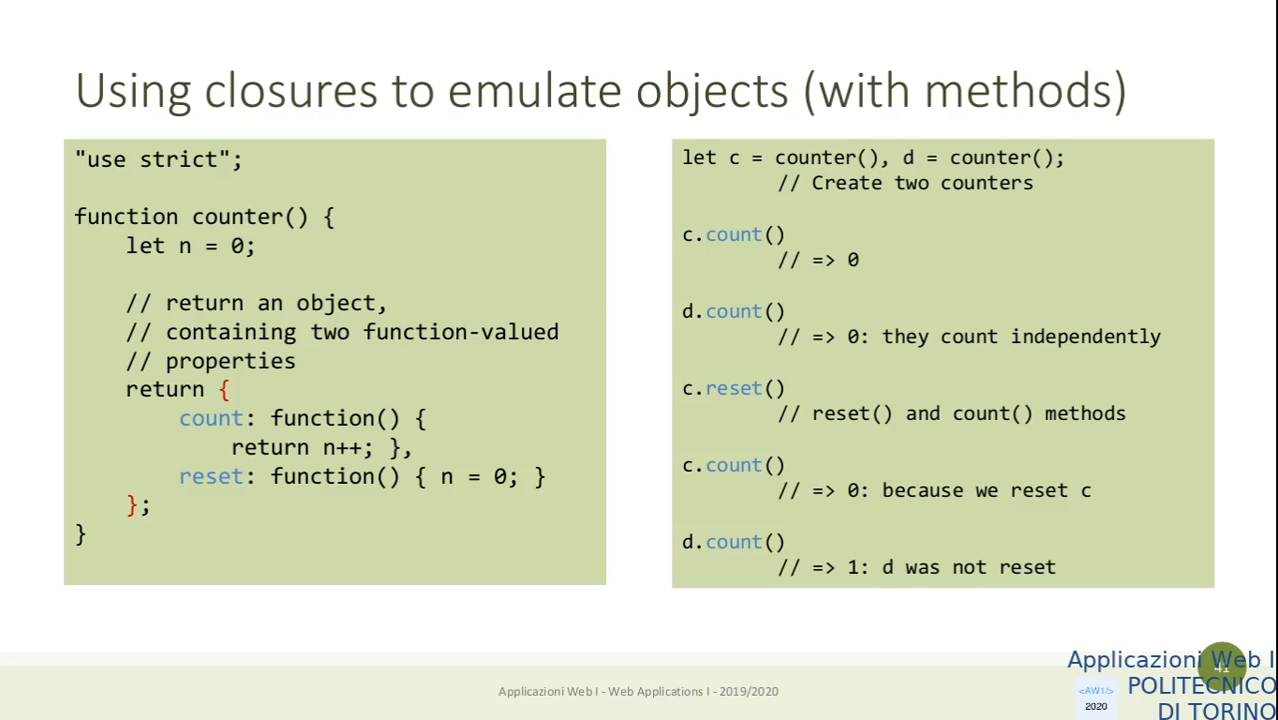 Using closures to emulate objects (with methods)
"use strict";
function counter() {
let n = 0;
// return an object,
// containing two function-valued
// properties
return {
count: function() {
return n++; },
reset: function() { n = 0; }
};
}
let c = counter(), d = counter();
// Create two counters
c.count()
// => 0
d.count()
// => 0: they count independently
c.reset()
// reset() and count() methods
c.count()
// => 0: because we reset c
d.count()
// => 1: d was not reset
Applicazioni Web I - Web Applications I - 2019/2020
41
Applicazioni Web I
POLITECNICO
DI TORINO
<AW1/>
2020